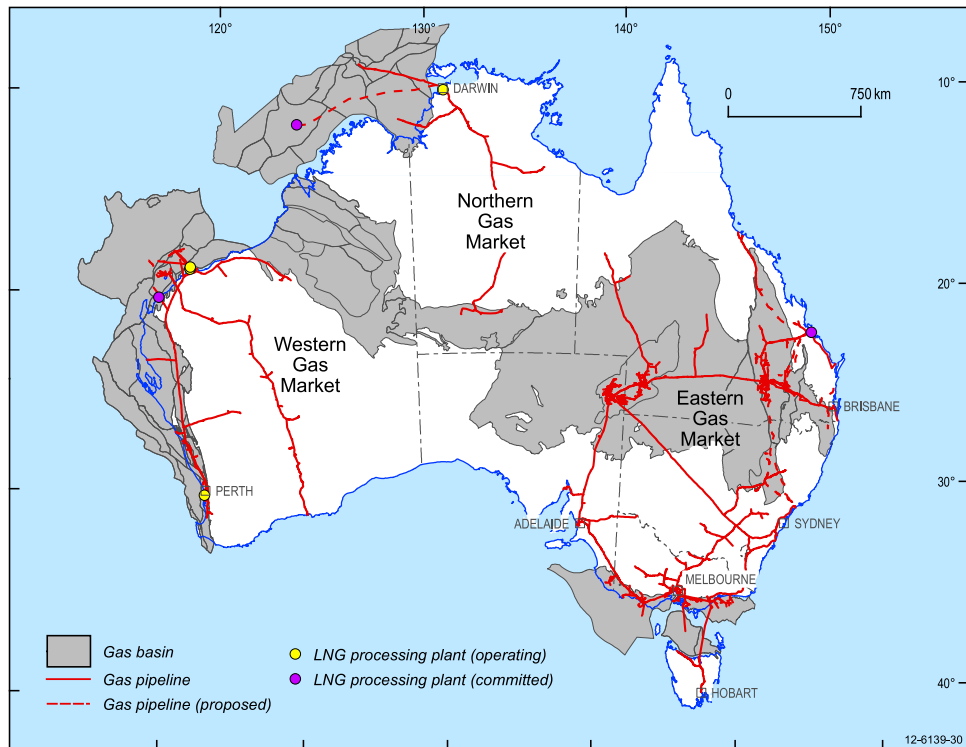 120°
130°
140°
150°
10°
DARWIN
0
750 km
Northern
Gas
Market
20°
Western
Gas
Market
Eastern
Gas
Market
BRISBANE
30°
PERTH
ADELAIDE
SYDNEY
MELBOURNE
Gas basin
Gas pipeline
Gas pipeline (proposed)
LNG processing plant (operating)
LNG processing plant (committed)
HOBART
40°
12-6139-30